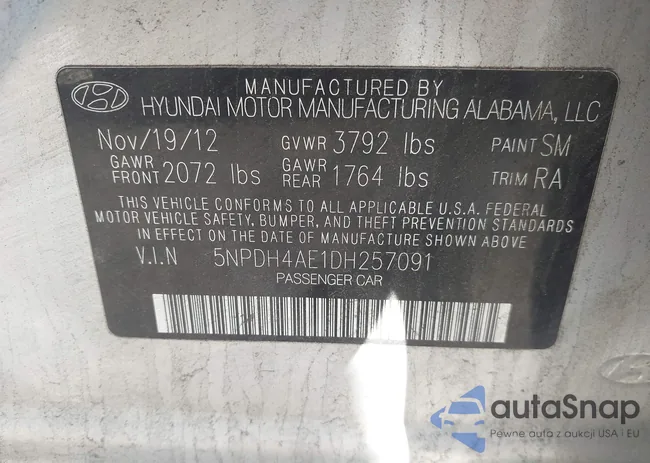 MANUFACTURED BY
HYUNDAI MOTOR MANUFACTURING ALABAMA, LLC
Nov/19/12 GVWR 3792 lbs PAINT SM
GAWR FRONT 2072 lbs GAWR REAR 1764 lbs TRIM RA
THIS VEHICLE CONFORMS TO ALL APPLICABLE U.S.A. FEDERAL
MOTOR VEHICLE SAFETY, BUMPER, AND THEFT PREVENTION STANDARDS
IN EFFECT ON THE DATE OF MANUFACTURE SHOWN ABOVE
V.I.N 5NPDH4AE1DH257091
PASSENGER CAR
autaSnap
Pewne auta z aukcji USA i EU